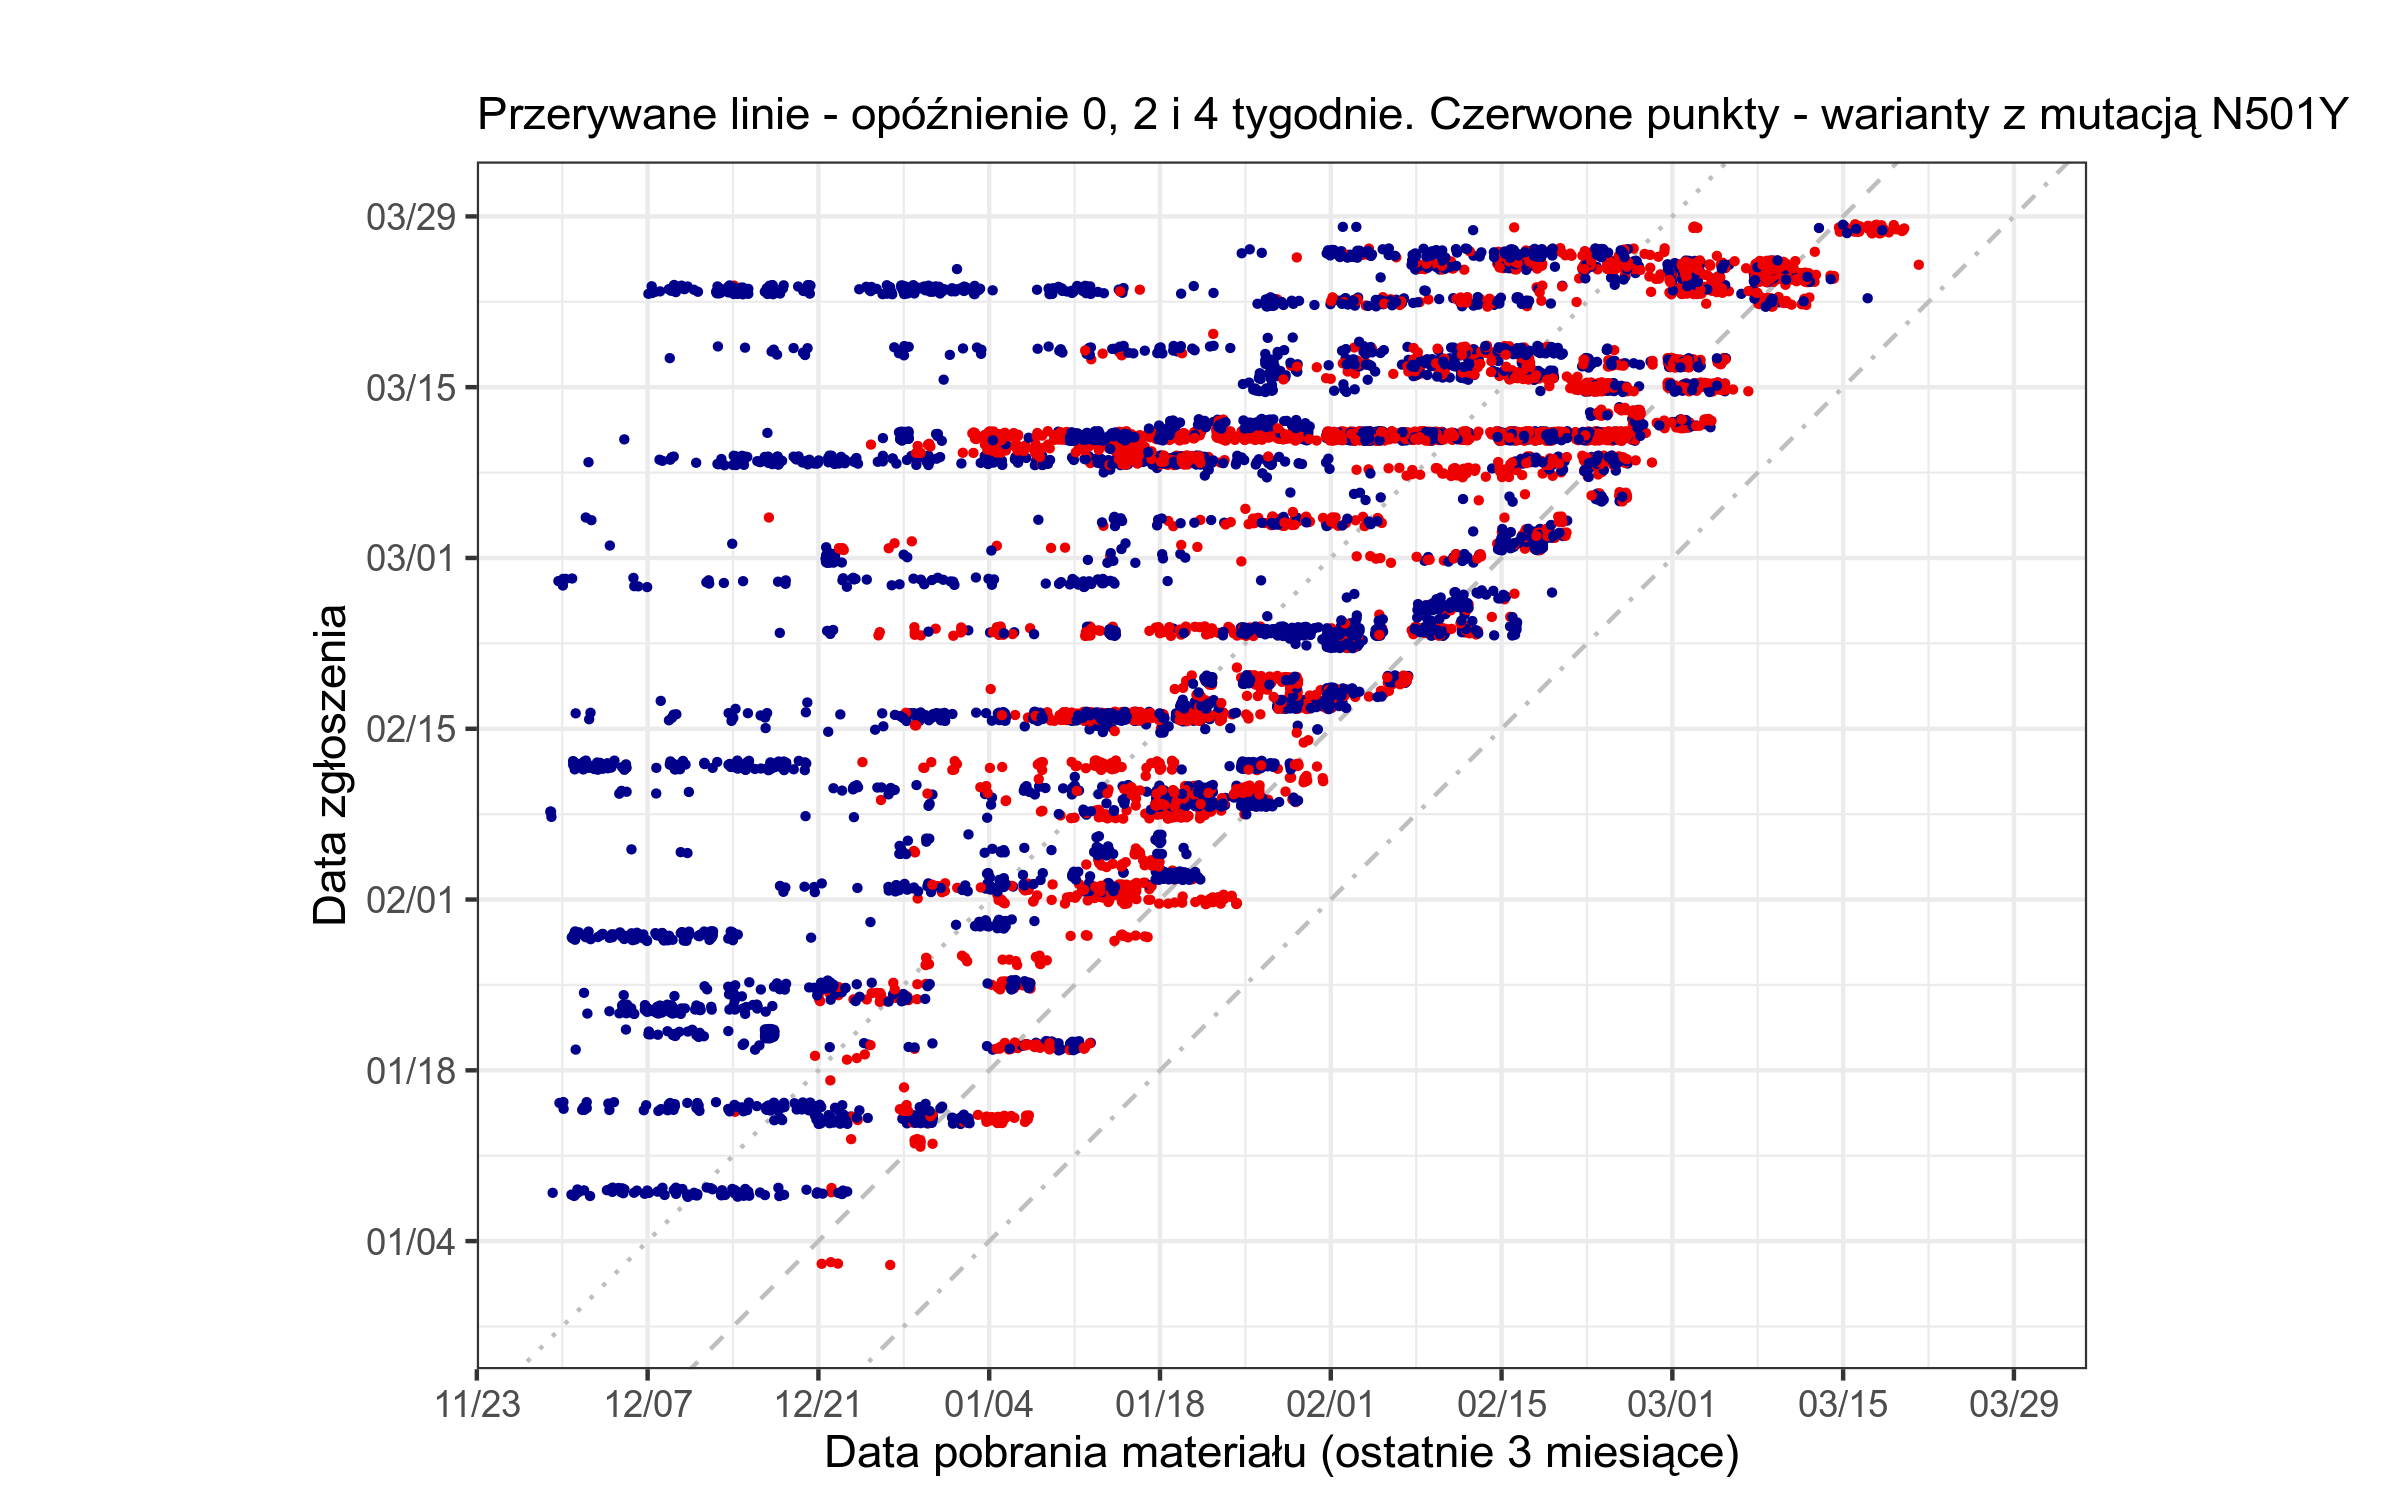 Przerywane linie - opóźnienie 0, 2 i 4 tygodnie. Czerwone punkty - warianty z mutacją N501Y
Data zgłoszenia
03/29
03/15
03/01
02/15
02/01
01/18
01/04
11/23 12/07 12/21 01/04 01/18 02/01 02/15 03/01 03/15 03/29
Data pobrania materiału (ostatnie 3 miesiące)